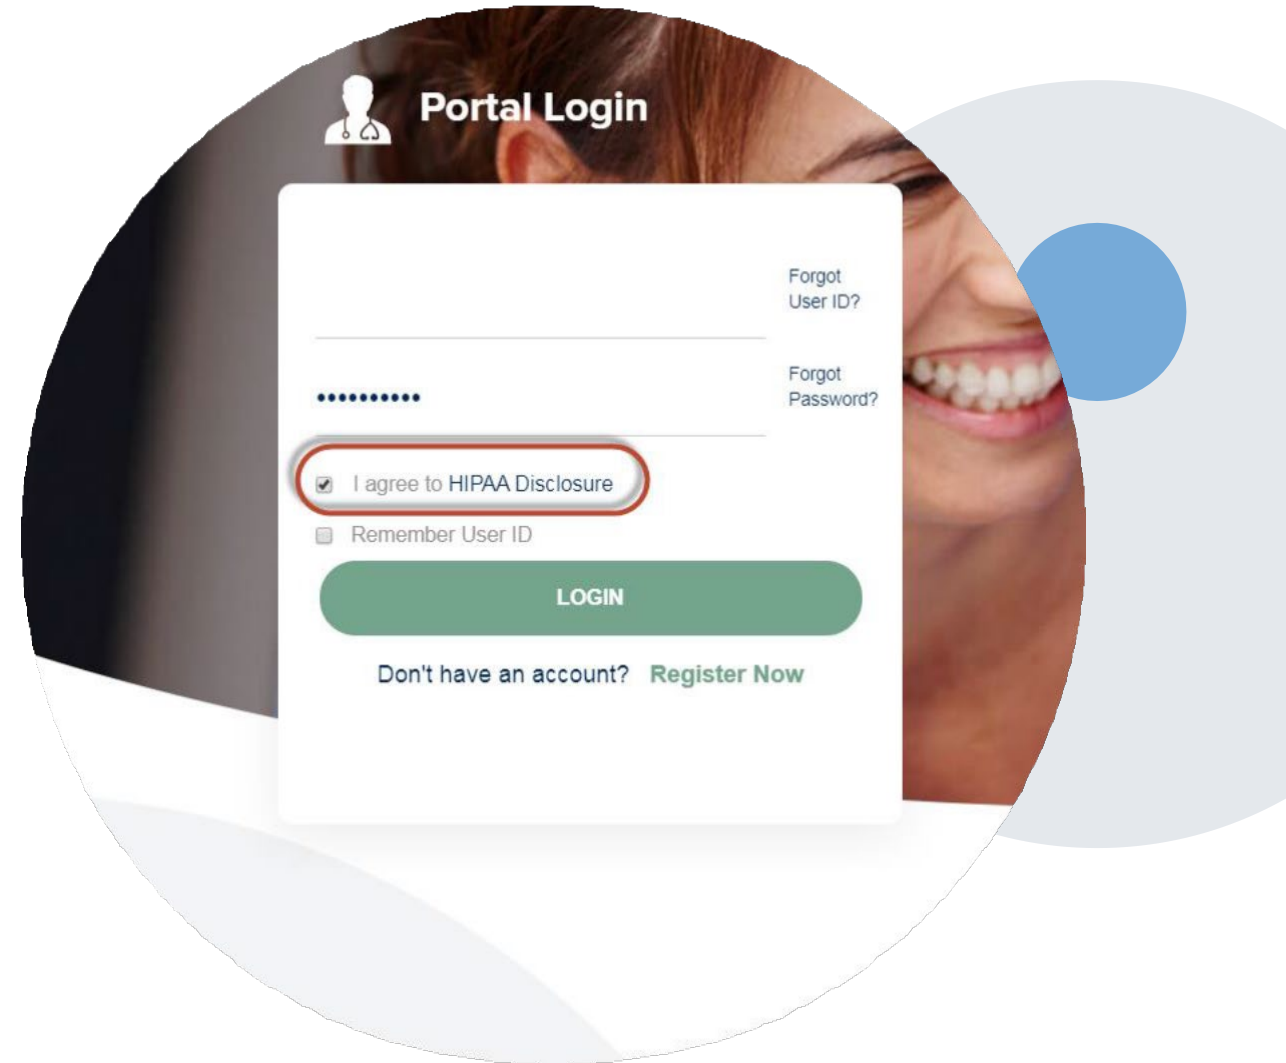 Portal Login
Forgot
User ID?
Forgot
Password?
••••••••••
I agree to HIPAA Disclosure
Remember User ID
LOGIN
Don't have an account? Register Now